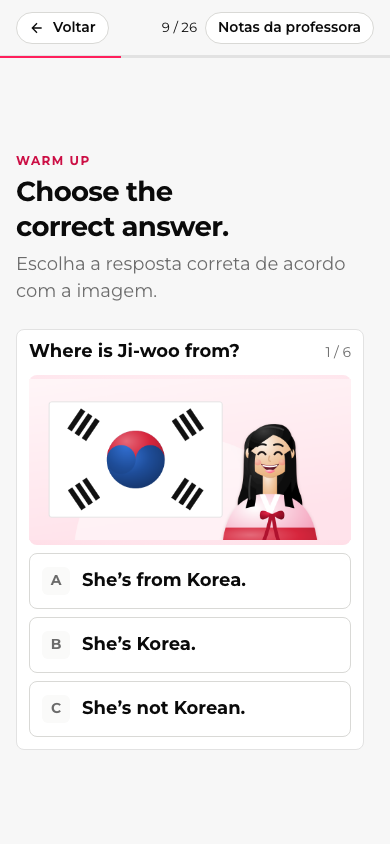 ← Voltar
9 / 26
Notas da professora
WARM UP
Choose the
correct answer.
Escolha a resposta correta de acordo
com a imagem.
Where is Ji-woo from?
1 / 6
A She’s from Korea.
B She’s Korea.
C She’s not Korean.